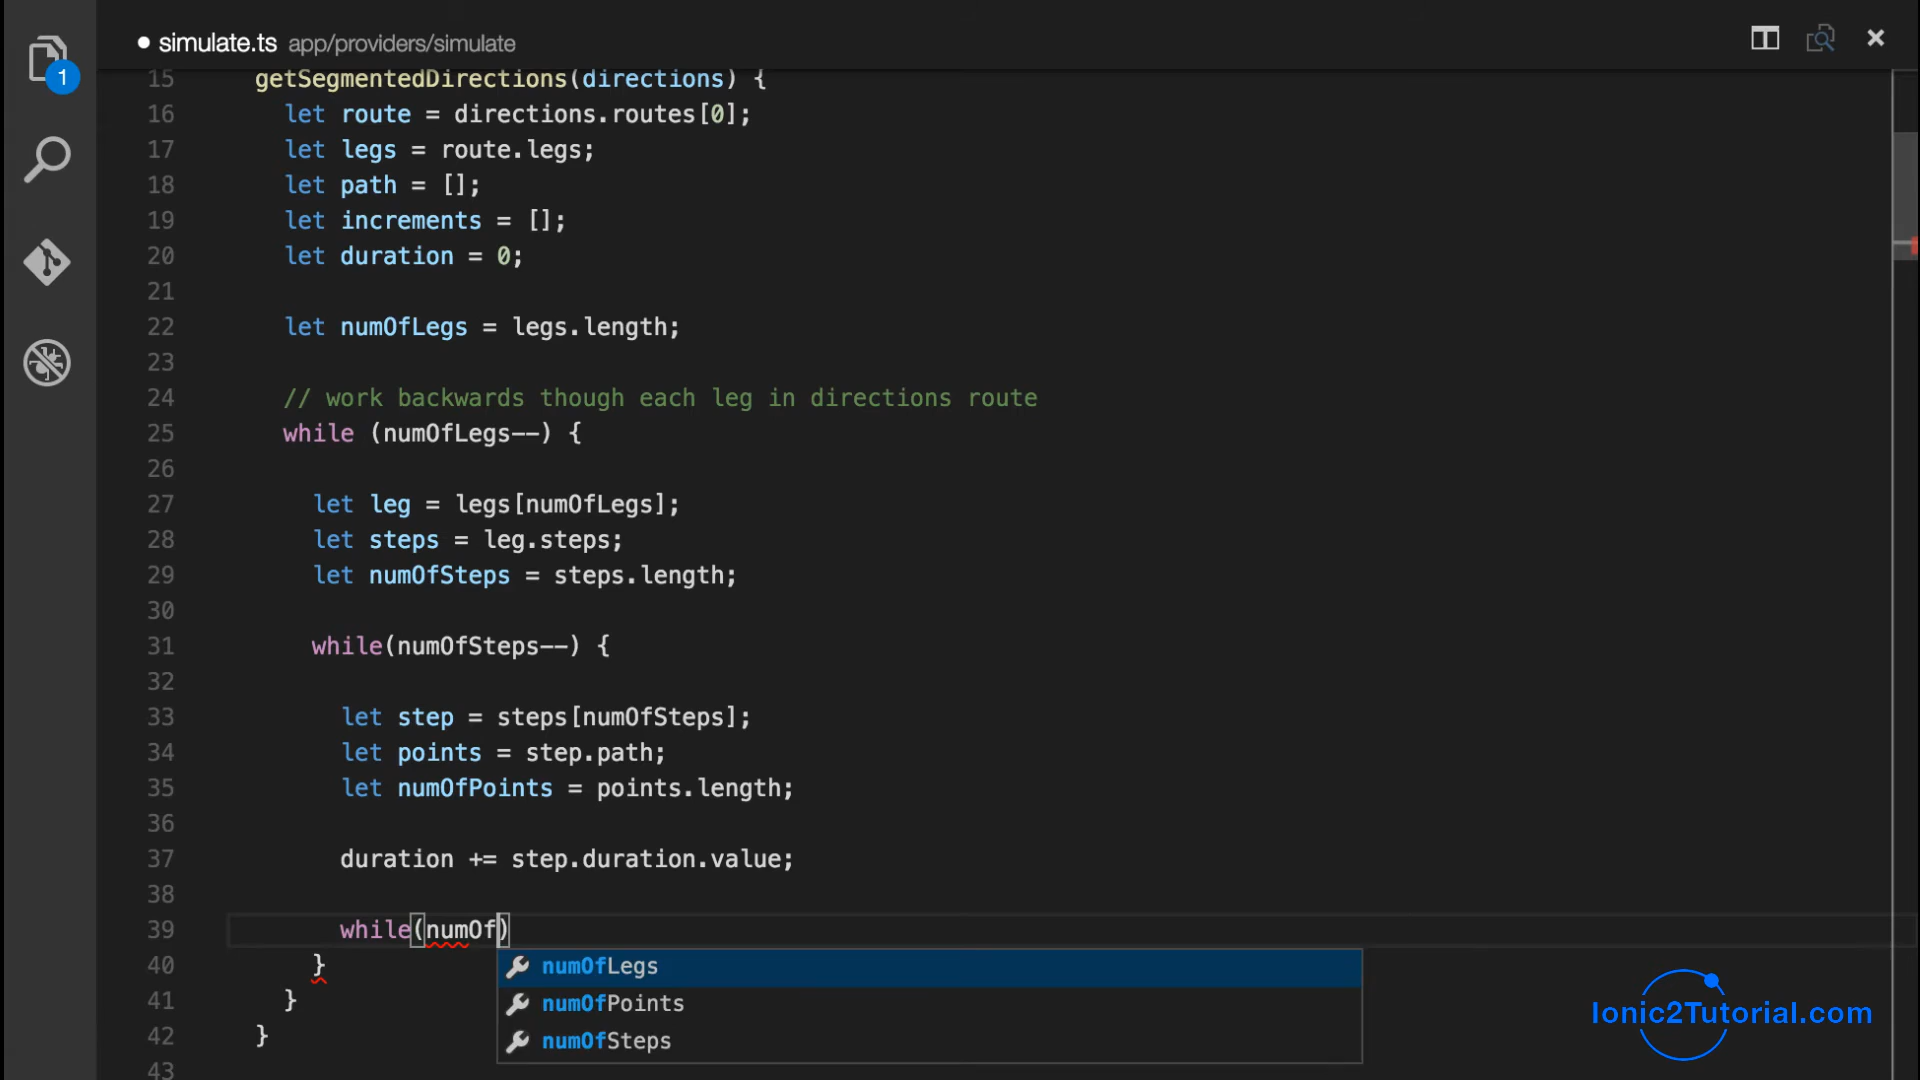 simulate.ts app/providers/simulate
1
15 getSegmentedDirections(directions) {
16 let route = directions.routes[0];
17 let legs = route.legs;
18 let path = [];
19 let increments = [];
20 let duration = 0;
21
22 let numOfLegs = legs.length;
23
24 // work backwards though each leg in directions route
25 while (numOfLegs--) {
26
27 let leg = legs[numOfLegs];
28 let steps = leg.steps;
29 let numOfSteps = steps.length;
30
31 while(numOfSteps--) {
32
33 let step = steps[numOfSteps];
34 let points = step.path;
35 let numOfPoints = points.length;
36
37 duration += step.duration.value;
38
39 while(numOf)
40 }
numOfLegs
41 }
numOfPoints
42 }
numOfSteps
43
Ionic2Tutorial.com